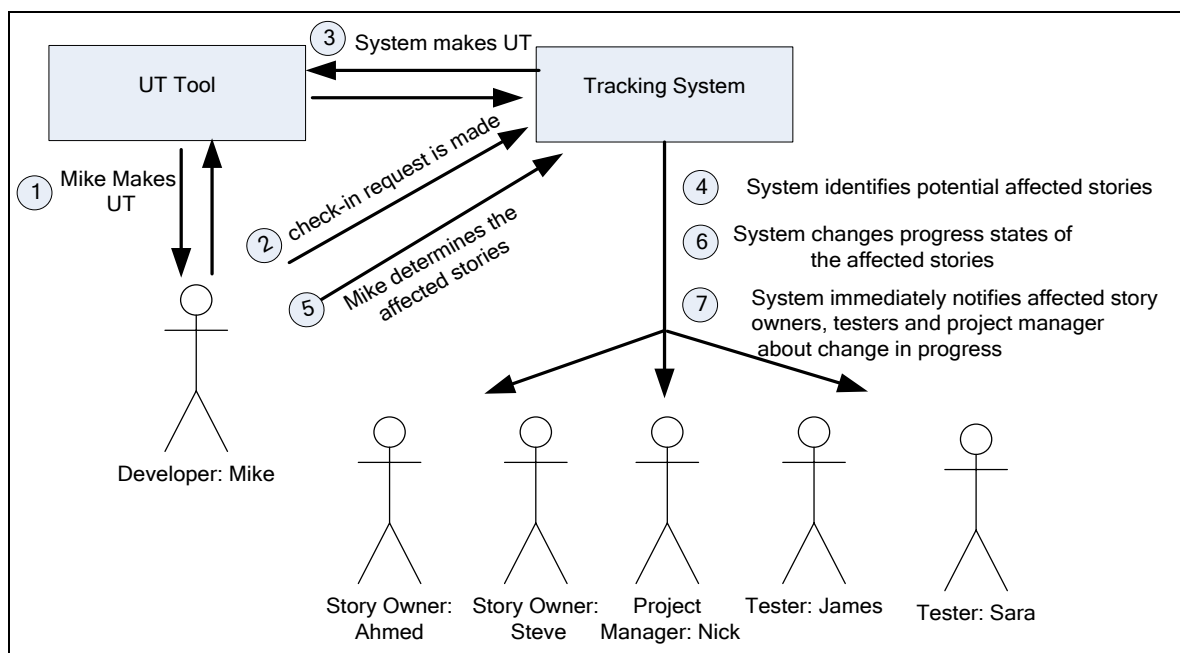 3
System makes UT
UT Tool
Tracking System
1
Mike Makes
UT
2
check-in request is made
5
Mike determines the
affected stories
4
System identifies potential affected stories
6
System changes progress states of
the affected stories
7
System immediately notifies affected story
owners, testers and project manager
about change in progress
Developer: Mike
Story Owner:
Ahmed
Story Owner:
Steve
Project
Manager: Nick
Tester: James
Tester: Sara